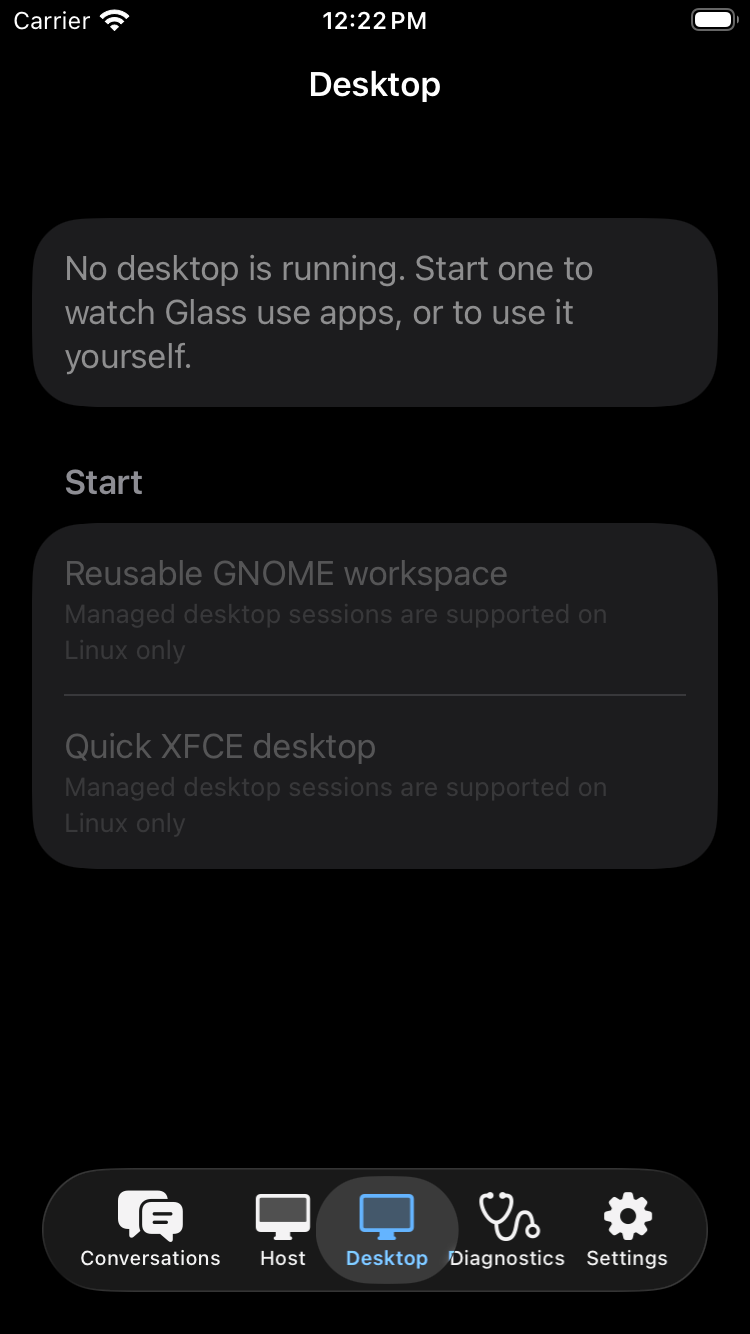 Carrier 12:22 PM
Desktop
No desktop is running. Start one to
watch Glass use apps, or to use it
yourself.
Start
Reusable GNOME workspace
Managed desktop sessions are supported on
Linux only
Quick XFCE desktop
Managed desktop sessions are supported on
Linux only
Conversations Host Desktop Diagnostics Settings